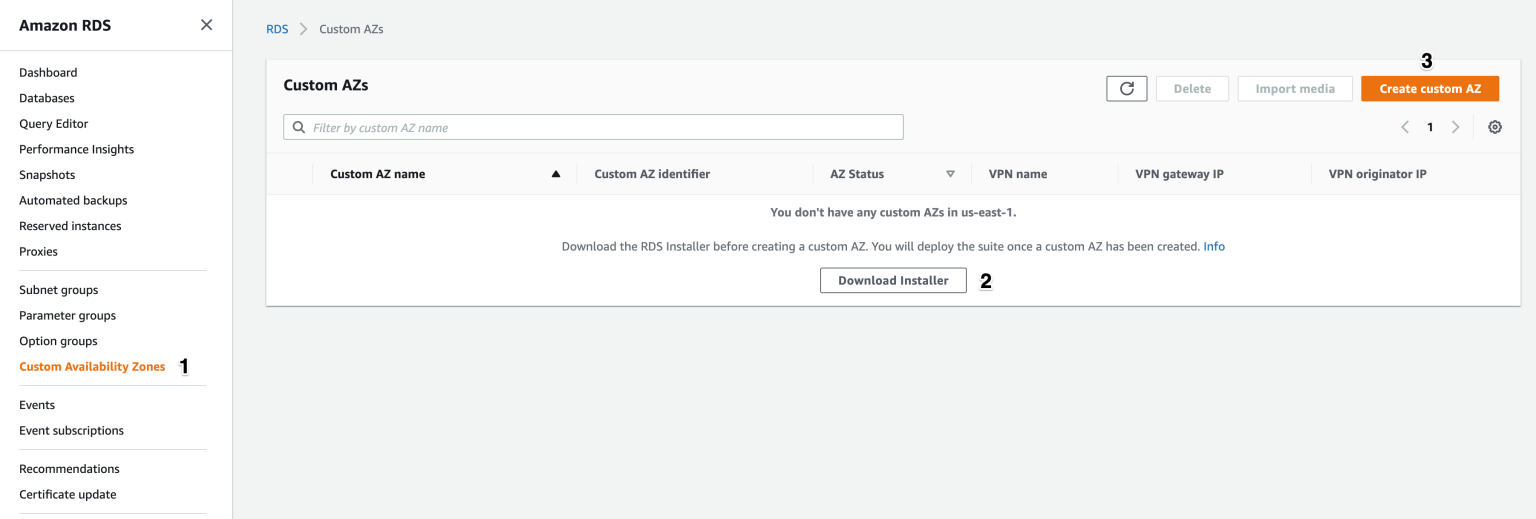 Amazon RDS
Dashboard
Databases
Query Editor
Performance Insights
Snapshots
Automated backups
Reserved instances
Proxies
Subnet groups
Parameter groups
Option groups
Custom Availability Zones 1
Events
Event subscriptions
Recommendations
Certificate update
RDS Custom AZs
3
Custom AZs Delete Import media Create custom AZ
Filter by custom AZ name 1
Custom AZ name Custom AZ identifier AZ Status VPN name VPN gateway IP VPN originator IP
You don't have any custom AZs in us-east-1.
Download the RDS Installer before creating a custom AZ. You will deploy the suite once a custom AZ has been created. Info
Download Installer 2